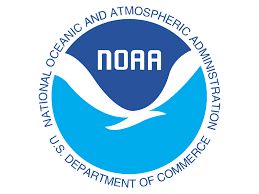 NATIONAL OCEANIC AND ATMOSPHERIC ADMINISTRATION
NOAA
U.S. DEPARTMENT OF COMMERCE